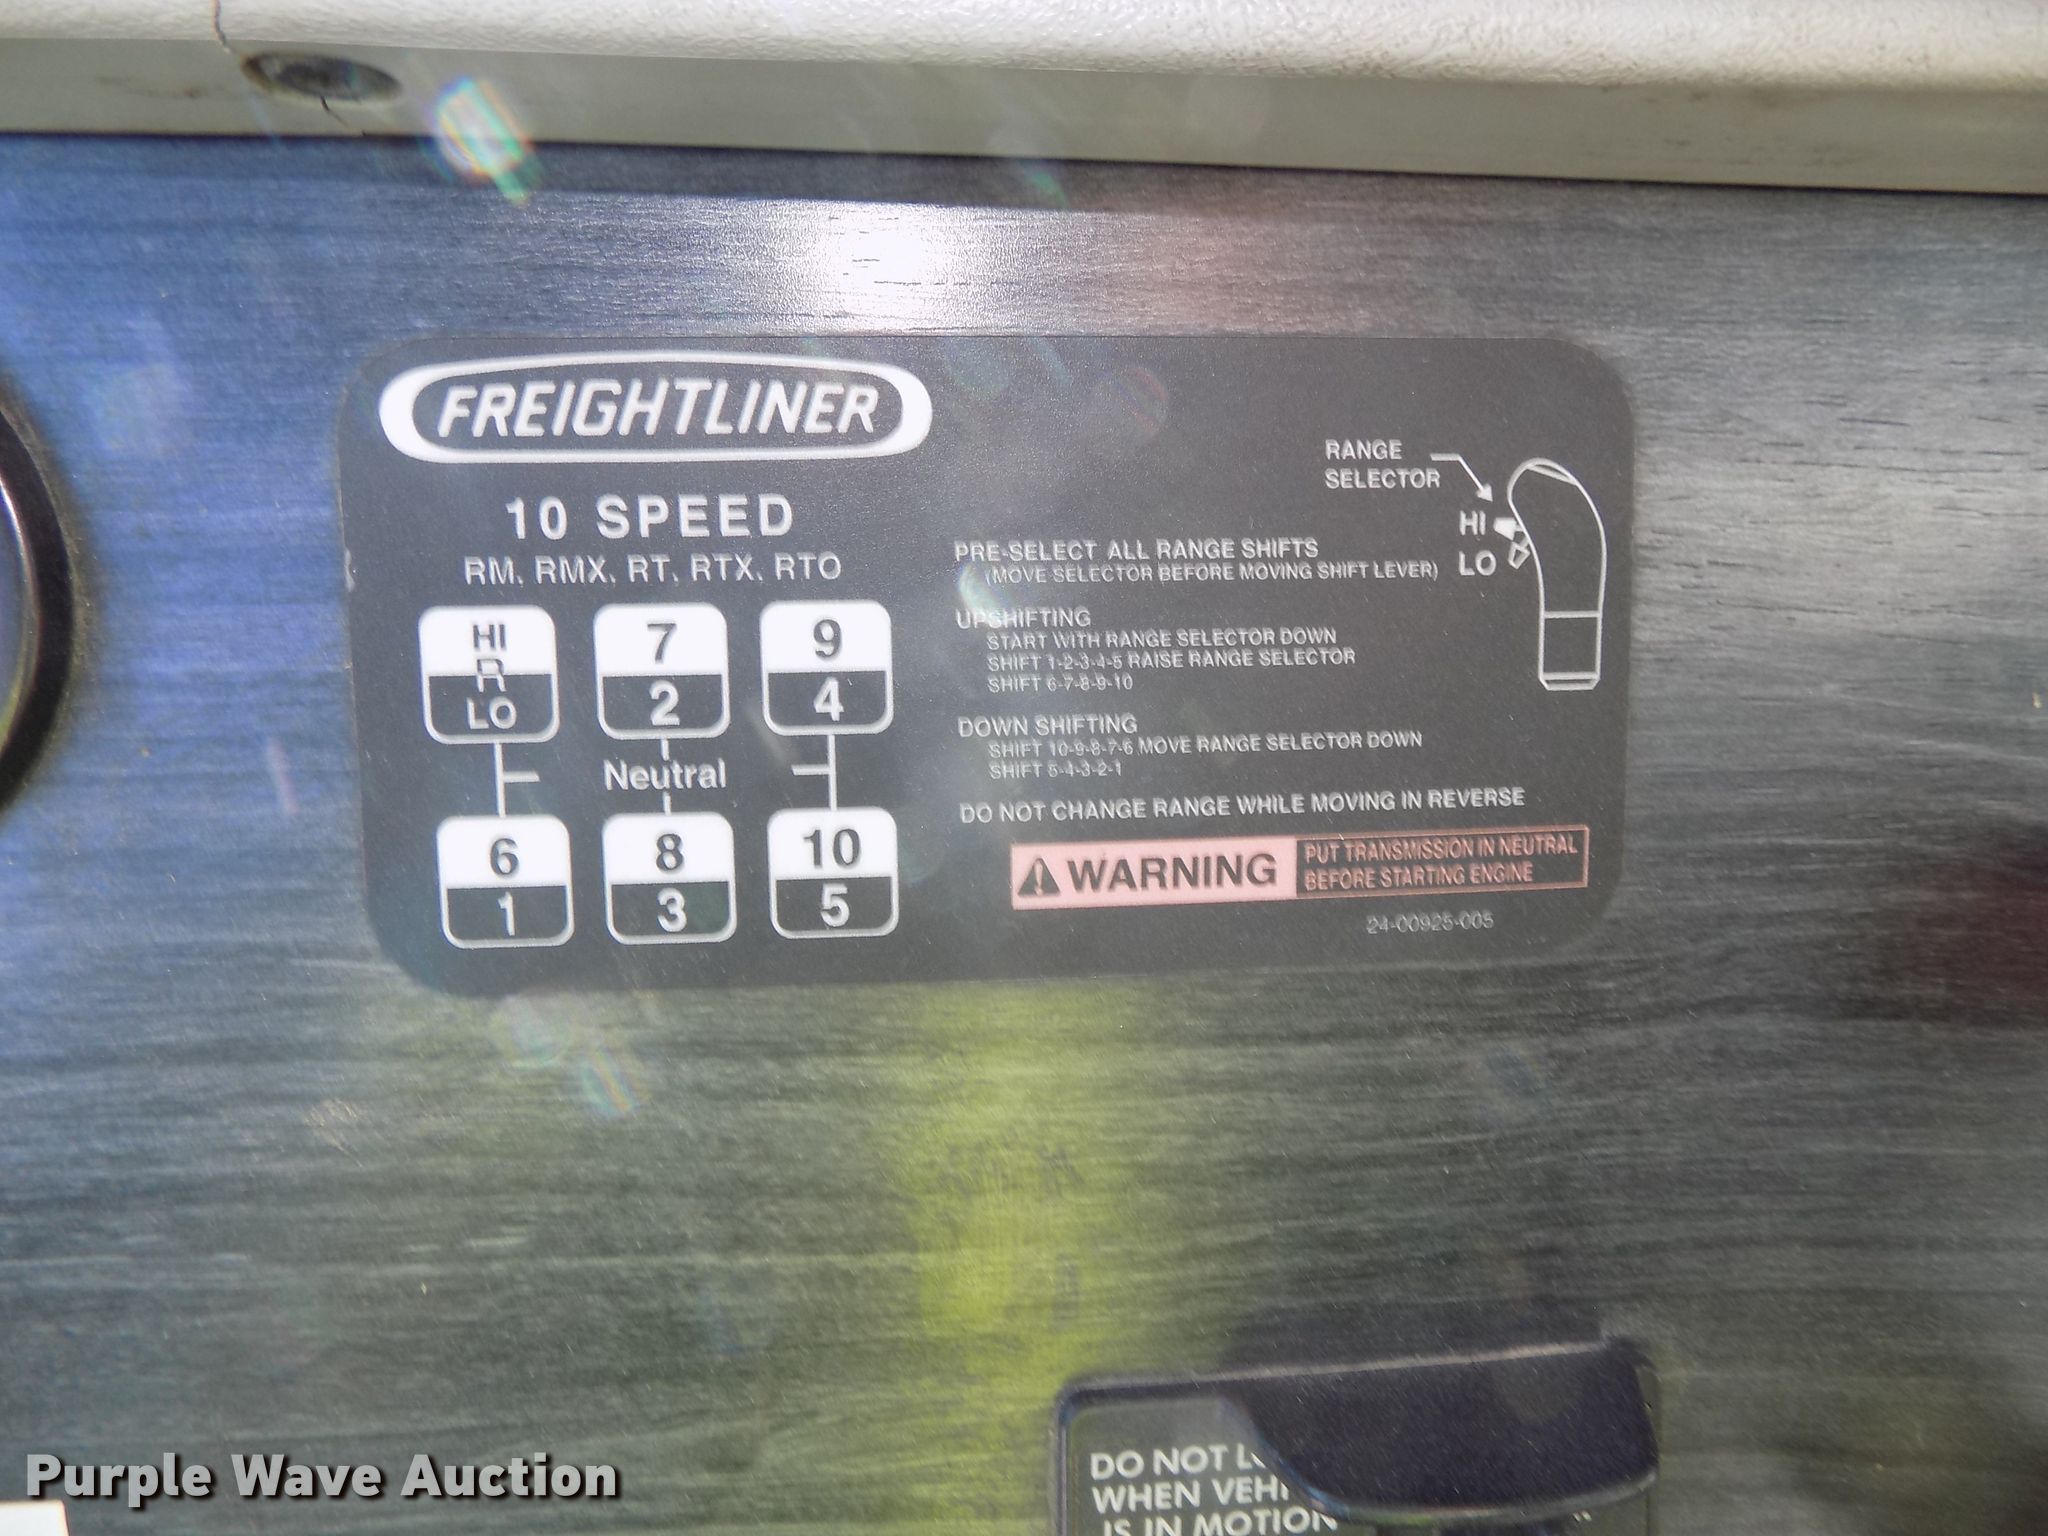 FREIGHTLINER
10 SPEED
RM, RMX, RT, RTX, RTO
HI
R
LO
7
2
9
4
Neutral
6
1
8
3
10
5
RANGE
SELECTOR
HI
LO
PRE-SELECT ALL RANGE SHIFTS
(MOVE SELECTOR BEFORE MOVING SHIFT LEVER)
UPSHIFTING
START WITH RANGE SELECTOR DOWN
SHIFT 1-2-3-4-5 RAISE RANGE SELECTOR
SHIFT 6-7-8-9-10
DOWN SHIFTING
SHIFT 10-9-8-7-6 MOVE RANGE SELECTOR DOWN
SHIFT 5-4-3-2-1
DO NOT CHANGE RANGE WHILE MOVING IN REVERSE
WARNING
PUT TRANSMISSION IN NEUTRAL
BEFORE STARTING ENGINE
24-00925-005
DO NOT
WHEN
IS IN MOTION
Purple Wave Auction